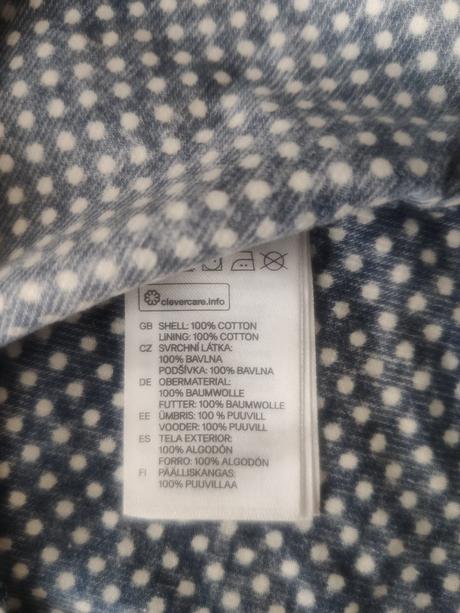 clevercare.info
GB SHELL: 100% COTTON
LINING: 100% COTTON
CZ SVRCHNÍ LÁTKA:
100% BAVLNA
PODŠÍVKA: 100% BAVLNA
DE OBERMATERIAL:
100% BAUMWOLLE
FUTTER: 100% BAUMWOLLE
EE ÜMBRIS: 100 % PUUVILL
VOODER: 100% PUUVILL
ES TELA EXTERIOR:
100% ALGODÓN
FORRO: 100% ALGODÓN
FI PÄÄLLISKANGAS:
100% PUUVILLAA